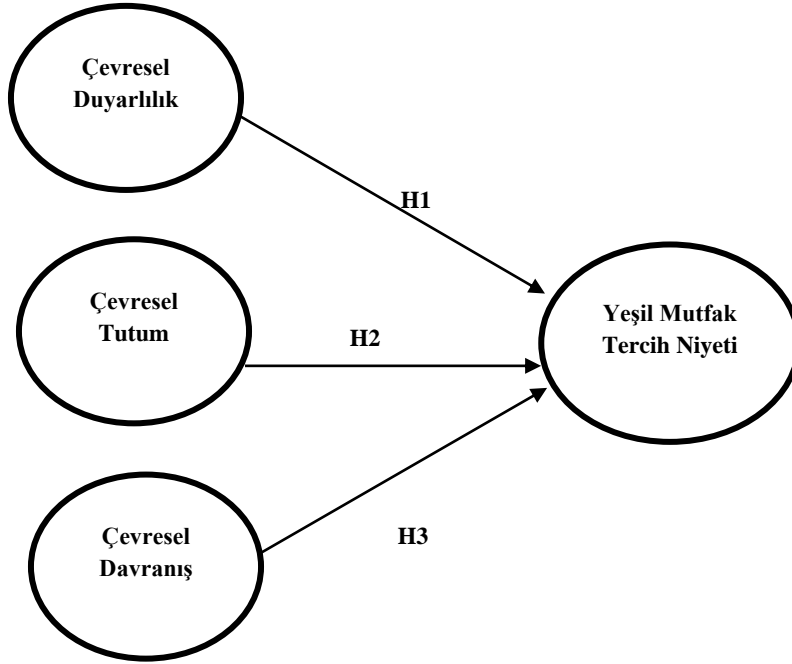 Çevresel
Duyarlılık
H1
Çevresel
Tutum
H2
Yeşil Mutfak
Tercih Niyeti
Çevresel
Davranış
H3